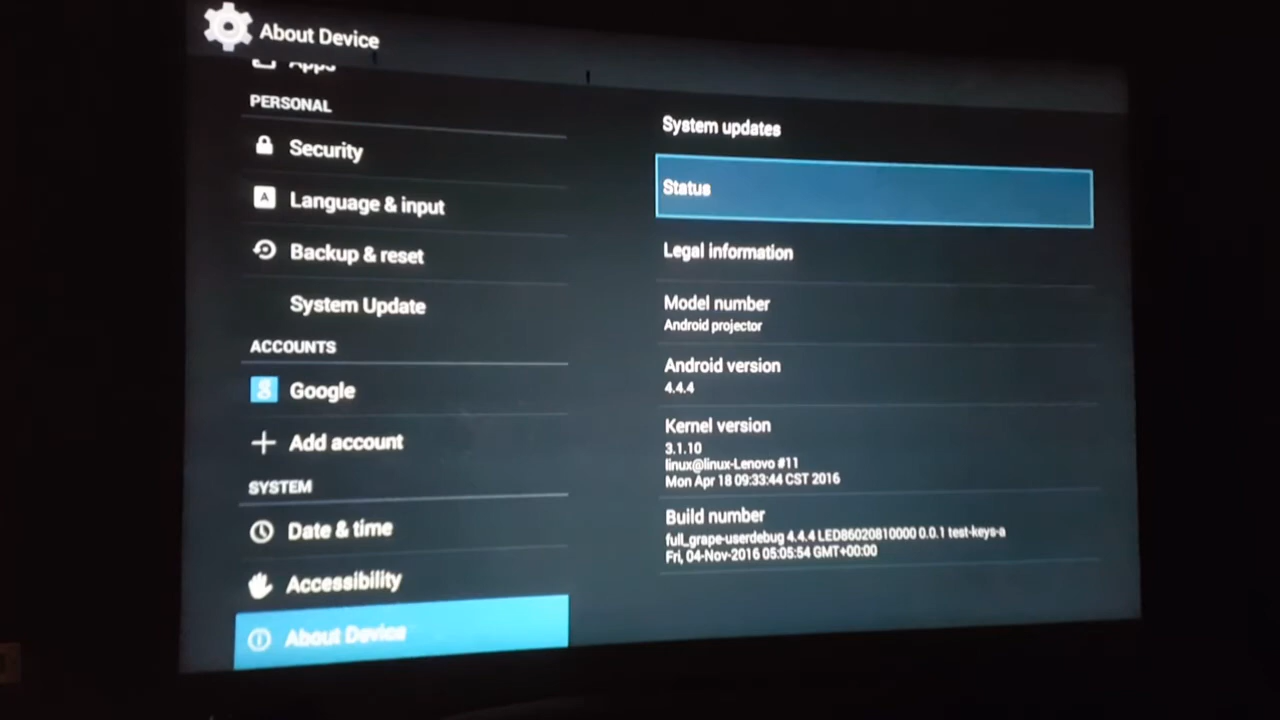 About Device
Apps
PERSONAL
Security
Language & input
Backup & reset
System Update
ACCOUNTS
Google
Add account
SYSTEM
Date & time
Accessibility
About Device
System updates
Status
Legal information
Model number
Android projector
Android version
4.4.4
Kernel version
3.1.10
linux@linux-Lenovo #11
Mon Apr 18 09:33:44 CST 2016
Build number
full_grape-userdebug 4.4.4 LED86020810000 0.0.1 test-keys-a
Fri, 04-Nov-2016 05:05:54 GMT+00:00